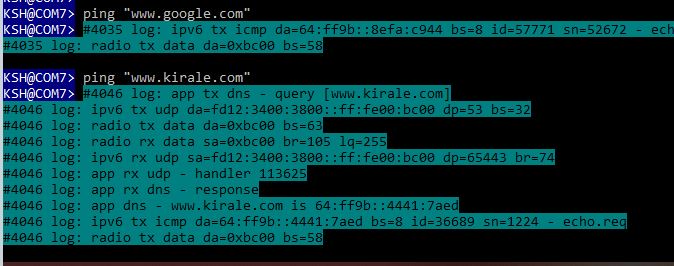 KSH@COM7> ping "www.google.com"
KSH@COM7> #4035 log: ipv6 tx icmp da=64:ff9b::8efa:c944 bs=8 id=57771 sn=52672 - ech
#4035 log: radio tx data da=0xbc00 bs=58
KSH@COM7> ping "www.kirale.com"
KSH@COM7> #4046 log: app tx dns - query [www.kirale.com]
#4046 log: ipv6 tx udp da=fd12:3400:3800::ff:fe00:bc00 dp=53 bs=32
#4046 log: radio tx data da=0xbc00 bs=63
#4046 log: radio rx data sa=0xbc00 br=105 lq=255
#4046 log: ipv6 rx udp sa=fd12:3400:3800::ff:fe00:bc00 dp=65443 br=74
#4046 log: app rx udp - handler 113625
#4046 log: app rx dns - response
#4046 log: app dns - www.kirale.com is 64:ff9b::4441:7aed
#4046 log: ipv6 tx icmp da=64:ff9b::4441:7aed bs=8 id=36689 sn=1224 - echo.req
#4046 log: radio tx data da=0xbc00 bs=58